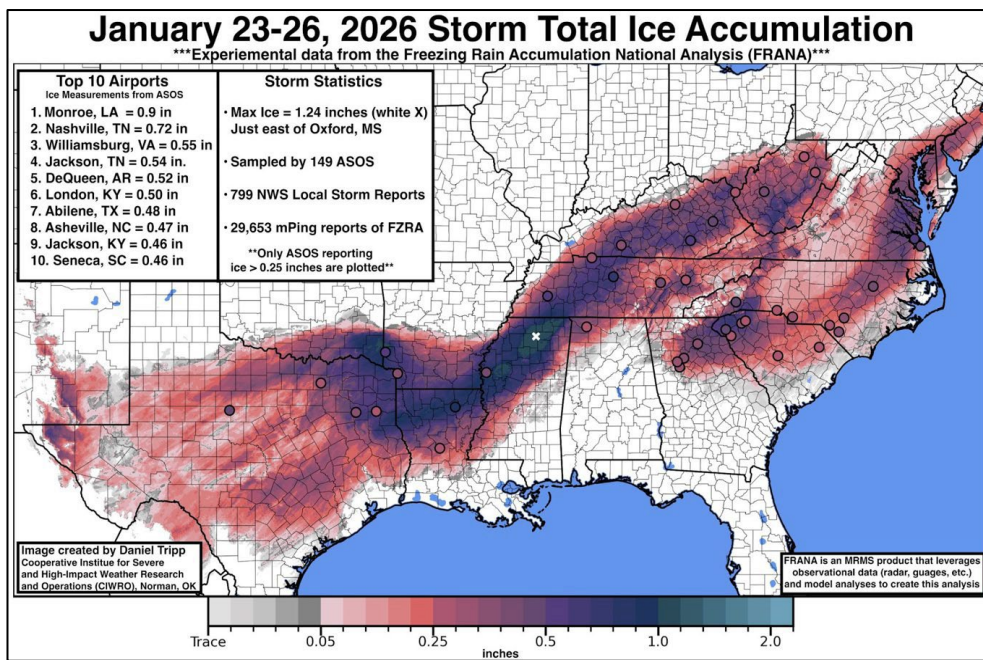 January 23-26, 2026 Storm Total Ice Accumulation
***Experiemental data from the Freezing Rain Accumulation National Analysis (FRANA)***
Top 10 Airports
Ice Measurements from ASOS
1. Monroe, LA = 0.9 in
2. Nashville, TN = 0.72 in
3. Williamsburg, VA = 0.55 in
4. Jackson, TN = 0.54 in.
5. DeQueen, AR = 0.52 in
6. London, KY = 0.50 in
7. Abilene, TX = 0.48 in
8. Asheville, NC = 0.47 in
9. Jackson, KY = 0.46 in
10. Seneca, SC = 0.46 in
Storm Statistics
• Max Ice = 1.24 inches (white X)
Just east of Oxford, MS
• Sampled by 149 ASOS
• 799 NWS Local Storm Reports
• 29,653 mPing reports of FZRA
**Only ASOS reporting
ice > 0.25 inches are plotted**
Image created by Daniel Tripp
Cooperative Institue for Severe
and High-Impact Weather Research
and Operations (CIWRO), Norman, OK
FRANA is an MRMS product that leverages
observational data (radar, guages, etc.)
and model analyses to create this analysis
Trace 0.05 0.25 0.5 1.0 2.0
inches